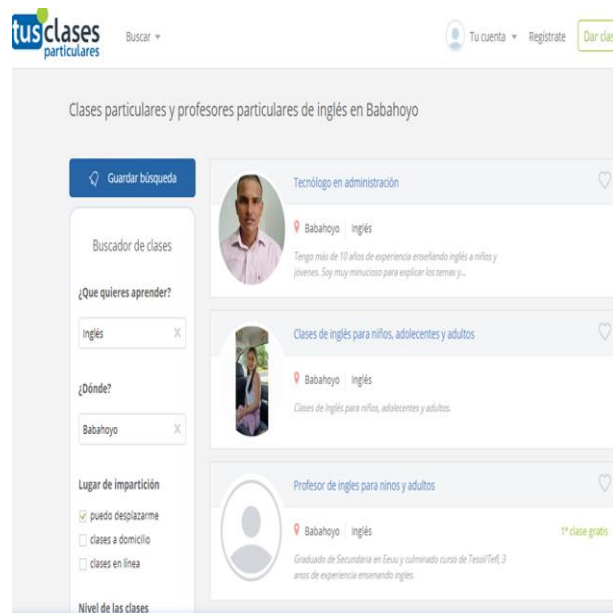 tusclases
particulares
Buscar
Tu cuenta
Regístrate
Dar clas
Clases particulares y profesores particulares de inglés en Babahoyo
Guardar búsqueda
Buscador de clases
¿Que quieres aprender?
Inglés
X
¿Dónde?
Babahoyo
X
Lugar de impartición
puedo desplazarme
clases a domicilio
clases en línea
Nivel de las clases
Tecnólogo en administración
Babahoyo | Inglés
Tengo más de 10 años de experiencia enseñando inglés a niños y
jóvenes. Soy muy minucioso para explicar los temas y...
Clases de inglés para niños, adolecentes y adultos
Babahoyo | Inglés
Clases de Inglés para niños, adolecentes y adultos.
Profesor de ingles para ninos y adultos
Babahoyo | Inglés
1ª clase gratis
Graduado de Secundaria en Eeuu y culminado curso de Tesol/Tefl, 3
anos de experiencia ensenando ingles.